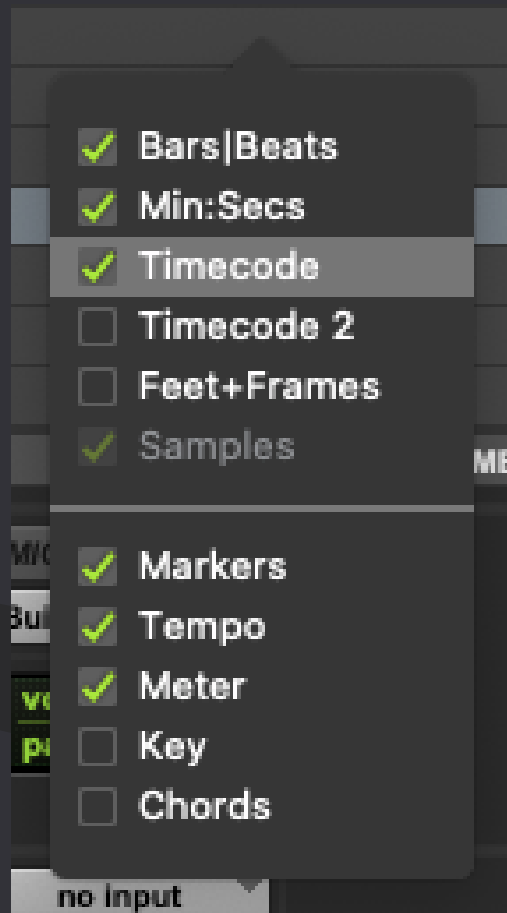 Bars|Beats
Min:Secs
Timecode
Timecode 2
Feet+Frames
Samples
Markers
Tempo
Meter
Key
Chords
no input